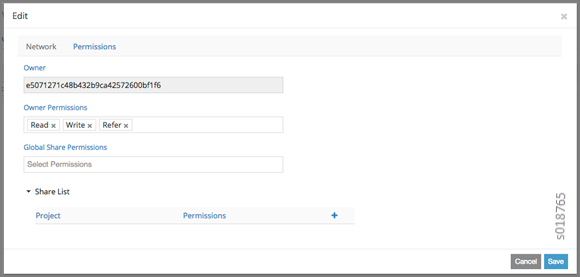 Edit
Network Permissions
Owner
e5071271c48b432b9ca42572600bf1f6
Owner Permissions
Read Write Refer
Global Share Permissions
Select Permissions
Share List
Project Permissions +
s018765
Cancel Save